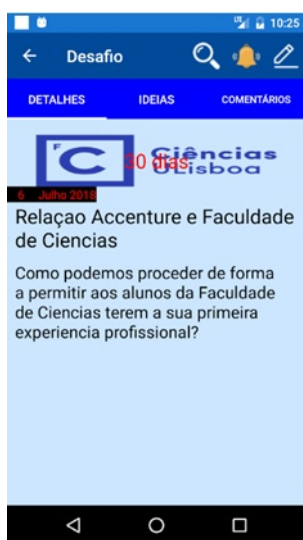 10:25
Desafio
DETALHES IDEIAS COMENTÁRIOS
FC Ciências
ULisboa
30 dias
6 Julho 2018
Relaçao Accenture e Faculdade
de Ciencias
Como podemos proceder de forma
a permitir aos alunos da Faculdade
de Ciencias terem a sua primeira
experiencia profissional?